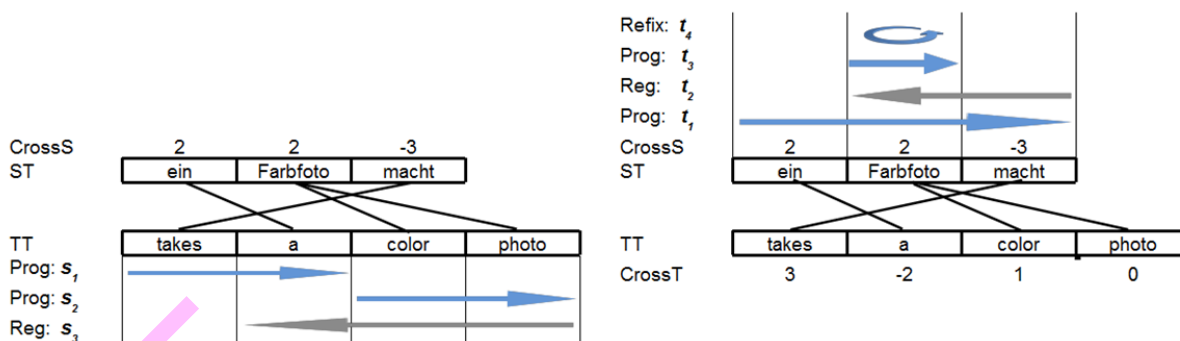 CrossS 2 2 -3
ST ein Farbfoto macht
TT takes a color photo
Prog: s1
Prog: s2
Reg: s3
Refix: t4
Prog: t3
Reg: t2
Prog: t1
CrossS 2 2 -3
ST ein Farbfoto macht
TT takes a color photo
CrossT 3 -2 1 0